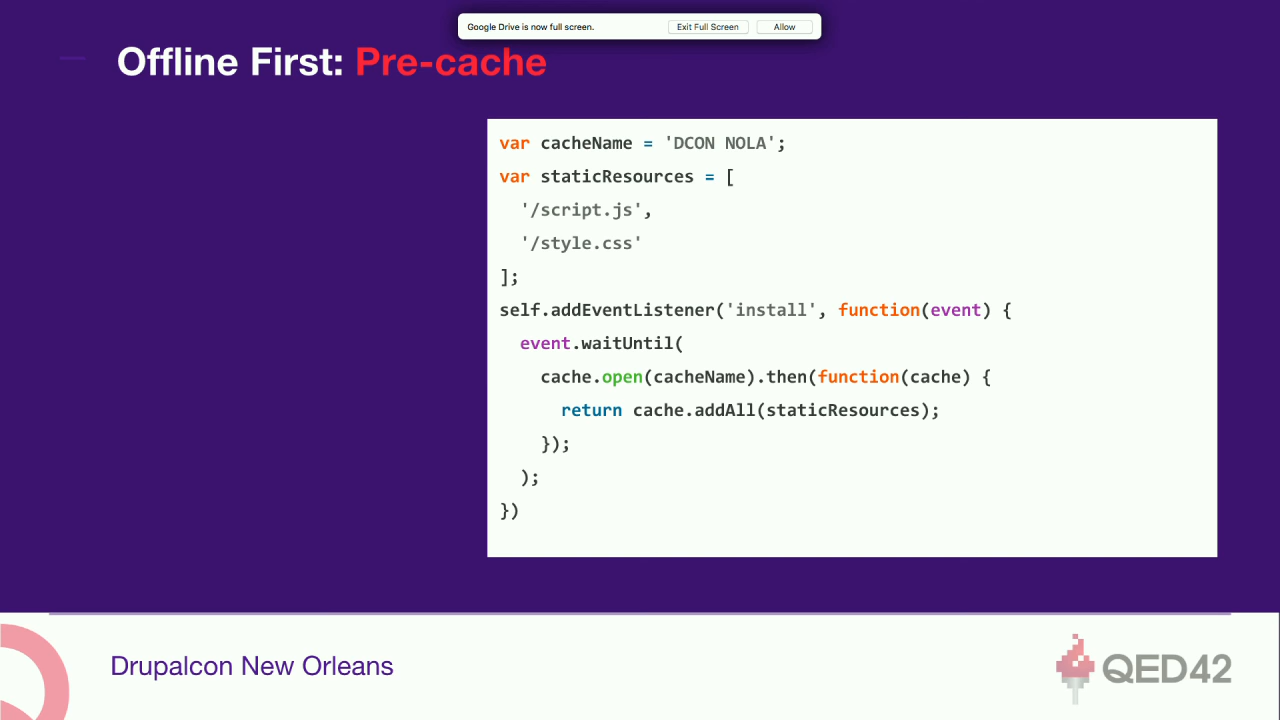 Google Drive is now full screen. Exit Full Screen Allow
Offline First: Pre-cache
var cacheName = 'DCON NOLA';
var staticResources = [
  '/script.js',
  '/style.css'
];
self.addEventListener('install', function(event) {
  event.waitUntil(
    cache.open(cacheName).then(function(cache) {
      return cache.addAll(staticResources);
    });
  );
})
Drupalcon New Orleans
QED42